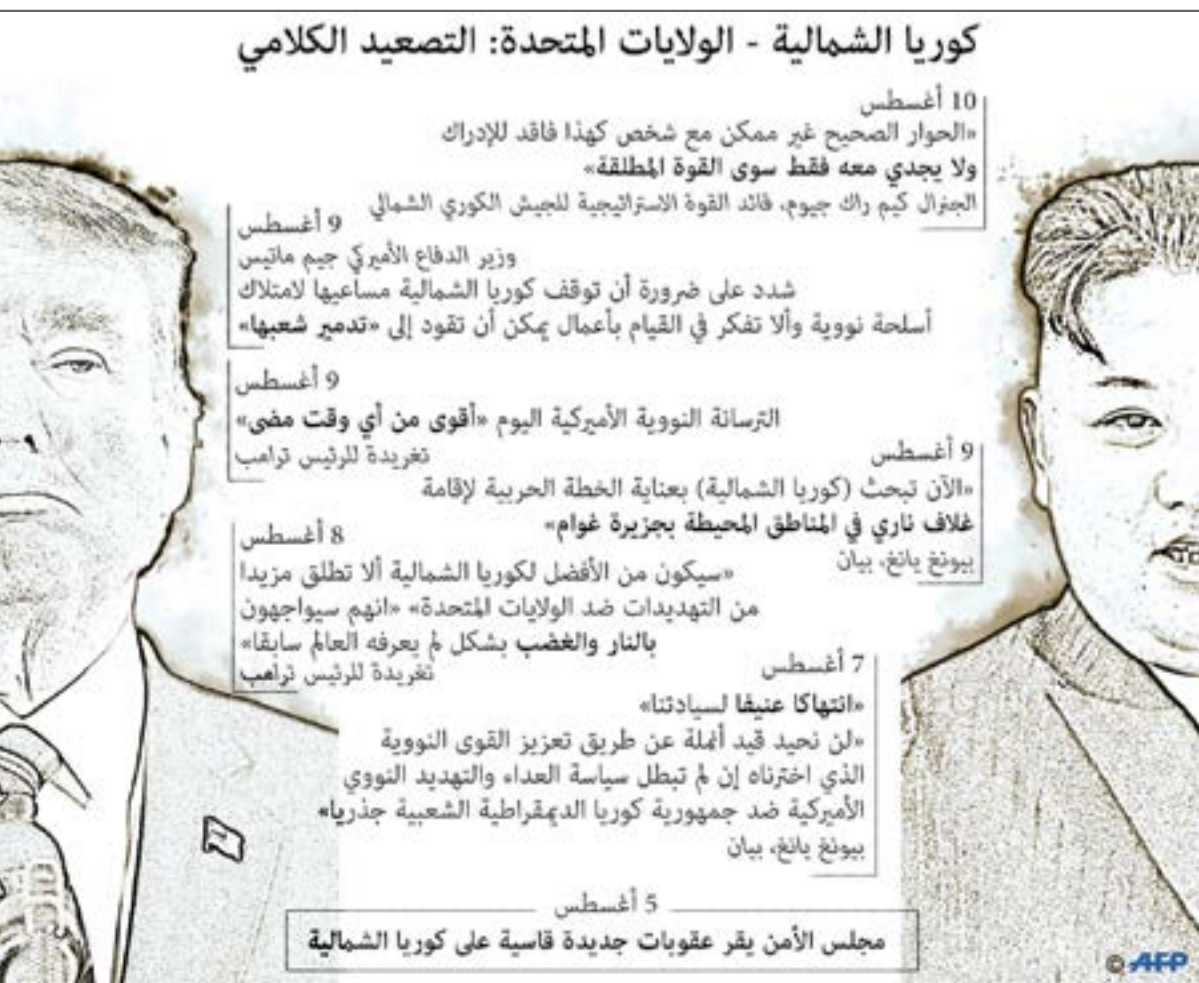 كوريا الشمالية - الولايات المتحدة: التصعيد الكلامي
10 أغسطس
«الحوار الصحيح غير ممكن مع شخص كهذا فاقد للإدراك
ولا يجدي معه فقط سوى القوة المطلقة»
الجنرال كيم راك جيوم، قائد القوة الاستراتيجية للجيش الكوري الشمالي
9 أغسطس
وزير الدفاع الأميركي جيم ماتيس
شدد على ضرورة أن توقف كوريا الشمالية مساعيها لامتلاك
أسلحة نووية وألا تفكر في القيام بأعمال يمكن أن تقود إلى «تدمير شعبها»
9 أغسطس
الترسانة النووية الأميركية اليوم «أقوى من أي وقت مضى»
تغريدة للرئيس ترامب
9 أغسطس
«الآن تبحث (كوريا الشمالية) بعناية الخطة الحربية لإقامة
غلاف ناري في المناطق المحيطة بجزيرة غوام»
بيونغ يانغ، بيان
8 أغسطس
«سيكون من الأفضل لكوريا الشمالية ألا تطلق مزيدا
من التهديدات ضد الولايات المتحدة» «انهم سيواجهون
بالنار والغضب بشكل لم يعرفه العالم سابقا»
تغريدة للرئيس ترامب
7 أغسطس
«انتهاكا عنيفا لسيادتنا»
«لن نحيد قيد أنملة عن طريق تعزيز القوى النووية
الذي اخترناه إن لم تبطل سياسة العداء والتهديد النووي
الأميركية ضد جمهورية كوريا الديمقراطية الشعبية جذريا»
بيونغ يانغ، بيان
5 أغسطس
مجلس الأمن يقر عقوبات جديدة قاسية على كوريا الشمالية
© AFP